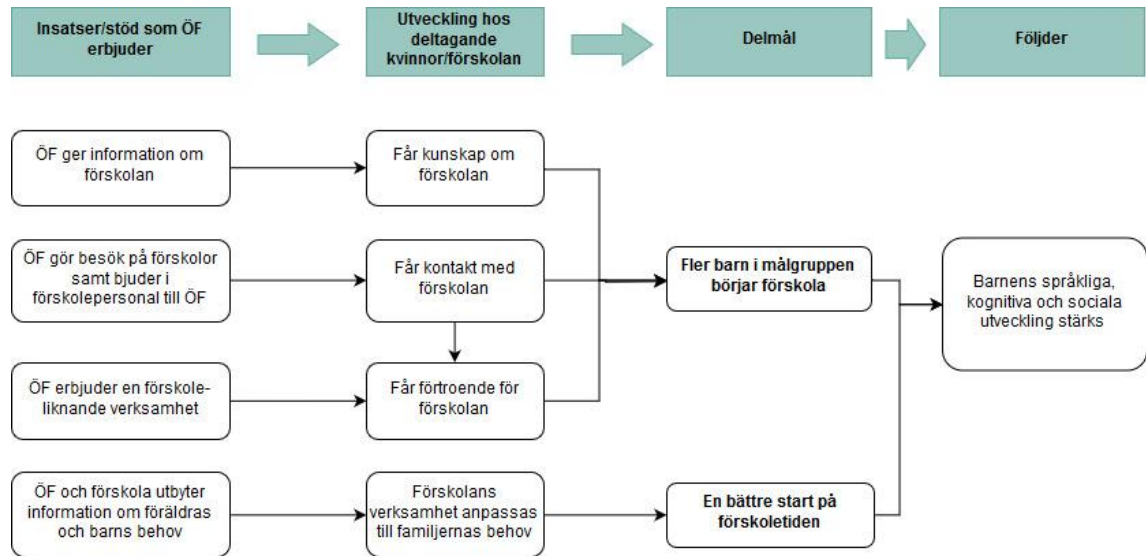 Insatser/stöd som ÖF
erbjuder
Utveckling hos
deltagande
kvinnor/förskolan
Delmål
Följder
ÖF ger information om
förskolan
Får kunskap om
förskolan
ÖF gör besök på förskolor
samt bjuder i
förskolepersonal till ÖF
Får kontakt med
förskolan
Fler barn i målgruppen
börjar förskola
Barnens språkliga,
kognitiva och sociala
utveckling stärks
ÖF erbjuder en förskole-
liknande verksamhet
Får förtroende för
förskolan
ÖF och förskola utbyter
information om föräldras
och barns behov
Förskolans
verksamhet anpassas
till familjernas behov
En bättre start på
förskoletiden